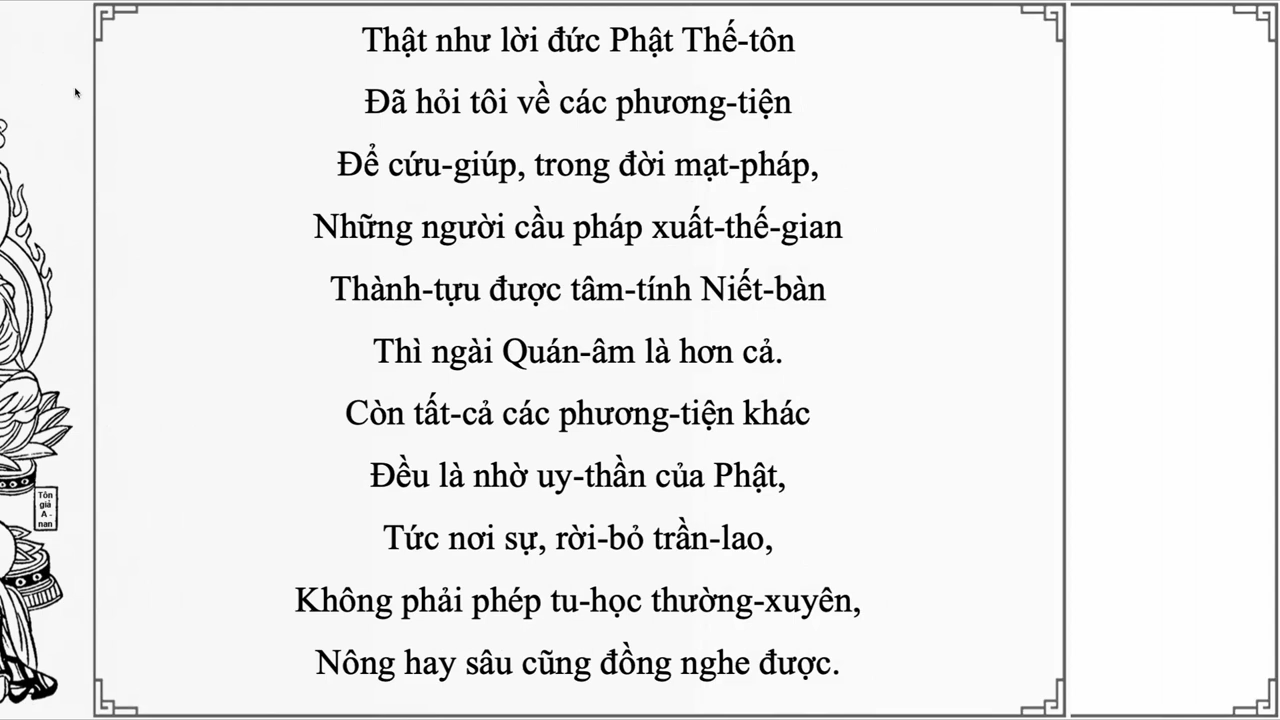 Thật như lời đức Phật Thế-tôn
Đã hỏi tôi về các phương-tiện
Để cứu-giúp, trong đời mạt-pháp,
Những người cầu pháp xuất-thế-gian
Thành-tựu được tâm-tính Niết-bàn
Thì ngài Quán-âm là hơn cả.
Còn tất-cả các phương-tiện khác
Đều là nhờ uy-thần của Phật,
Tức nơi sự, rời-bỏ trần-lao,
Không phải phép tu-học thường-xuyên,
Nông hay sâu cũng đồng nghe được.
Tôn
giả
A -
nan